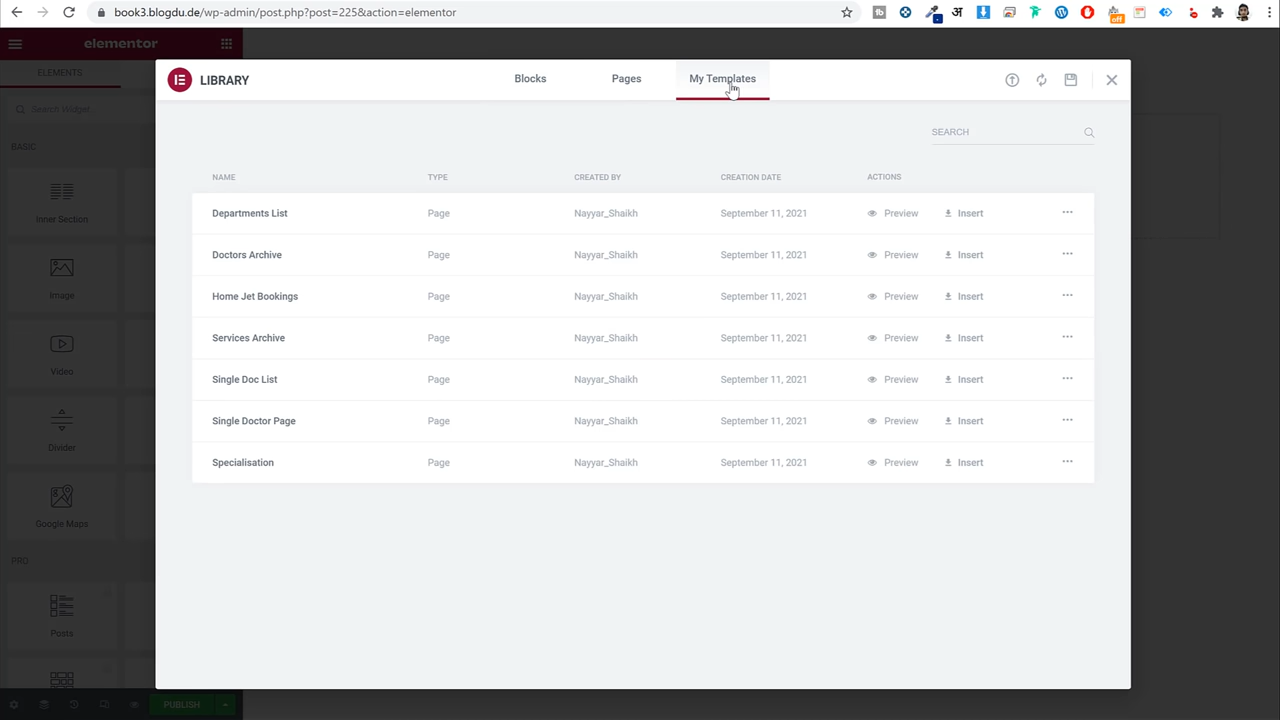 book3.blogdu.de/wp-admin/post.php?post=225&action=elementor
अ
off
elementor
ELEMENTS
Search Widget...
BASIC
Inner Section
Image
Video
Divider
Google Maps
PRO
Posts
PUBLISH
LIBRARY
Blocks
Pages
My Templates
SEARCH
NAME TYPE CREATED BY CREATION DATE ACTIONS
Departments List Page Nayyar_Shaikh September 11, 2021 Preview Insert
Doctors Archive Page Nayyar_Shaikh September 11, 2021 Preview Insert
Home Jet Bookings Page Nayyar_Shaikh September 11, 2021 Preview Insert
Services Archive Page Nayyar_Shaikh September 11, 2021 Preview Insert
Single Doc List Page Nayyar_Shaikh September 11, 2021 Preview Insert
Single Doctor Page Page Nayyar_Shaikh September 11, 2021 Preview Insert
Specialisation Page Nayyar_Shaikh September 11, 2021 Preview Insert